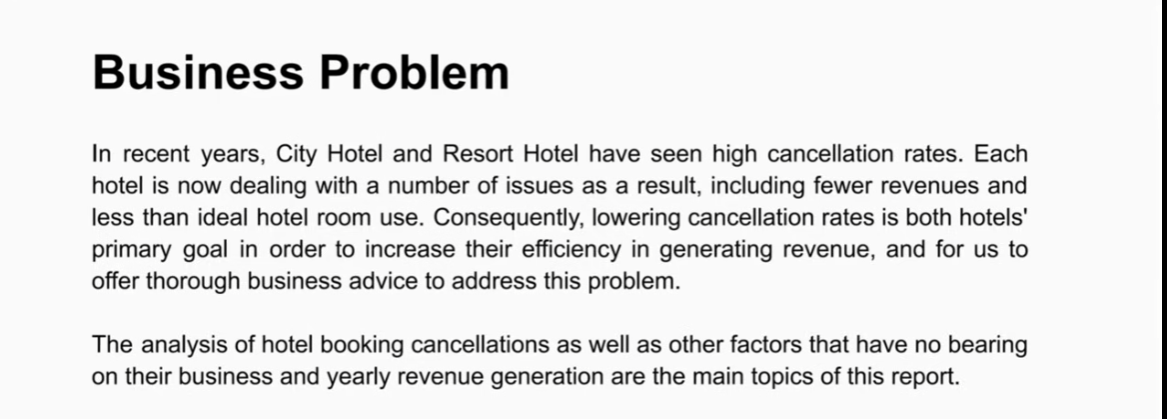 Business Problem
In recent years, City Hotel and Resort Hotel have seen high cancellation rates. Each
hotel is now dealing with a number of issues as a result, including fewer revenues and
less than ideal hotel room use. Consequently, lowering cancellation rates is both hotels'
primary goal in order to increase their efficiency in generating revenue, and for us to
offer thorough business advice to address this problem.
The analysis of hotel booking cancellations as well as other factors that have no bearing
on their business and yearly revenue generation are the main topics of this report.